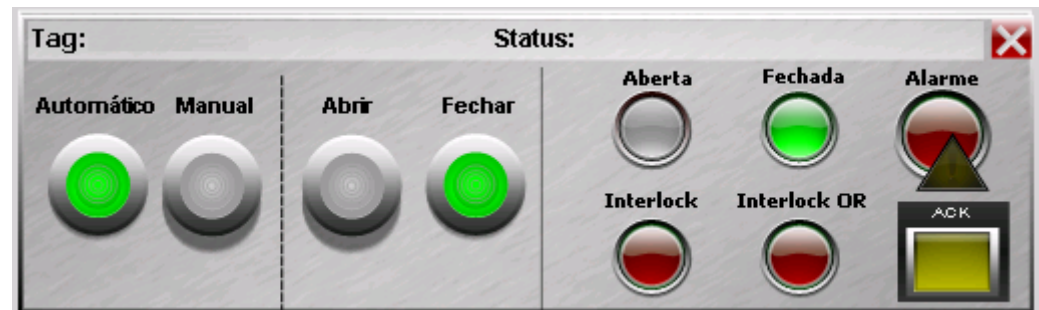 Tag: Status:
Automático Manual Abrir Fechar
Aberta Fechada Alarme
Interlock Interlock OR
ACK